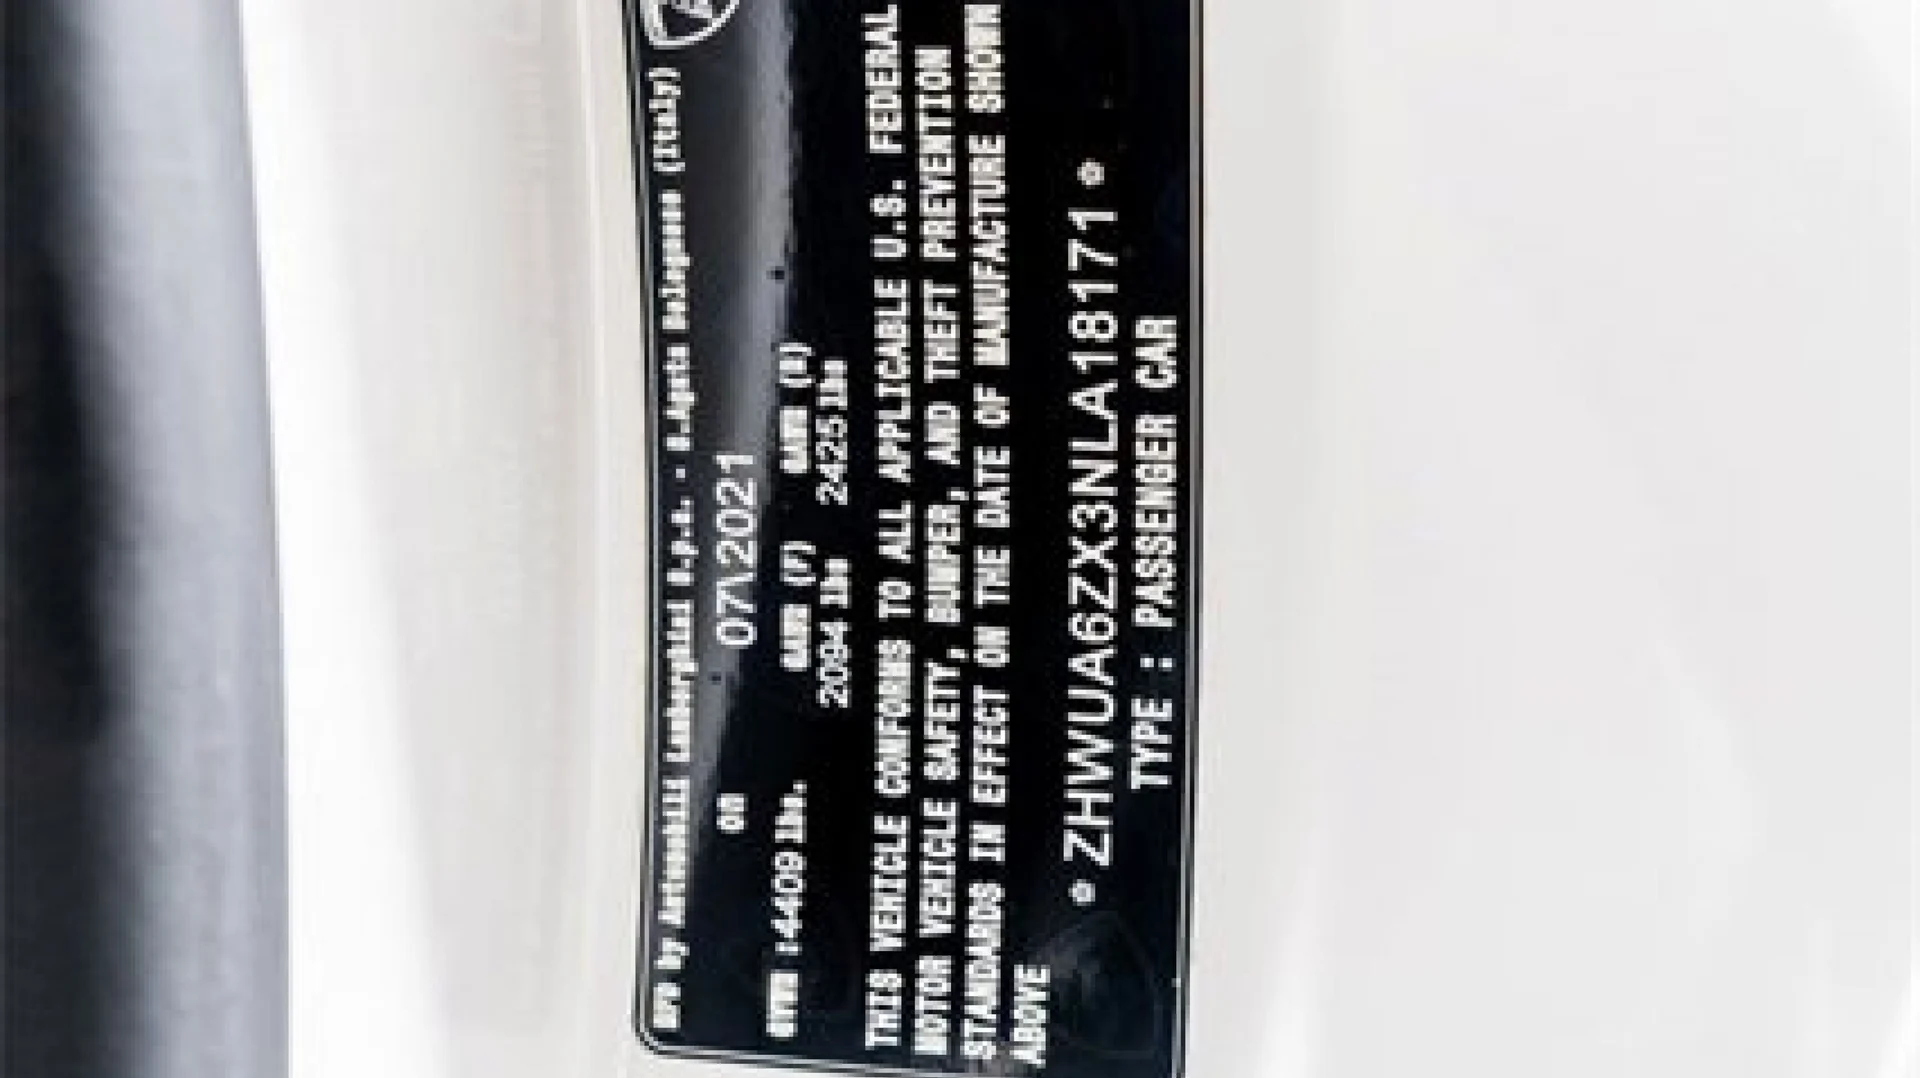 MFD by Automobili Lamborghini S.p.A. - S.Agata Bolognese (Italy)
ON 07\2021
GVWR :4409 lbs. GAWR (F) GAWR (R)
2094 lbs 2425 lbs
THIS VEHICLE CONFORMS TO ALL APPLICABLE U.S. FEDERAL
MOTOR VEHICLE SAFETY, BUMPER, AND THEFT PREVENTION
STANDARDS IN EFFECT ON THE DATE OF MANUFACTURE SHOWN
ABOVE
* ZHWUA6ZX3NLA18171 *
TYPE : PASSENGER CAR